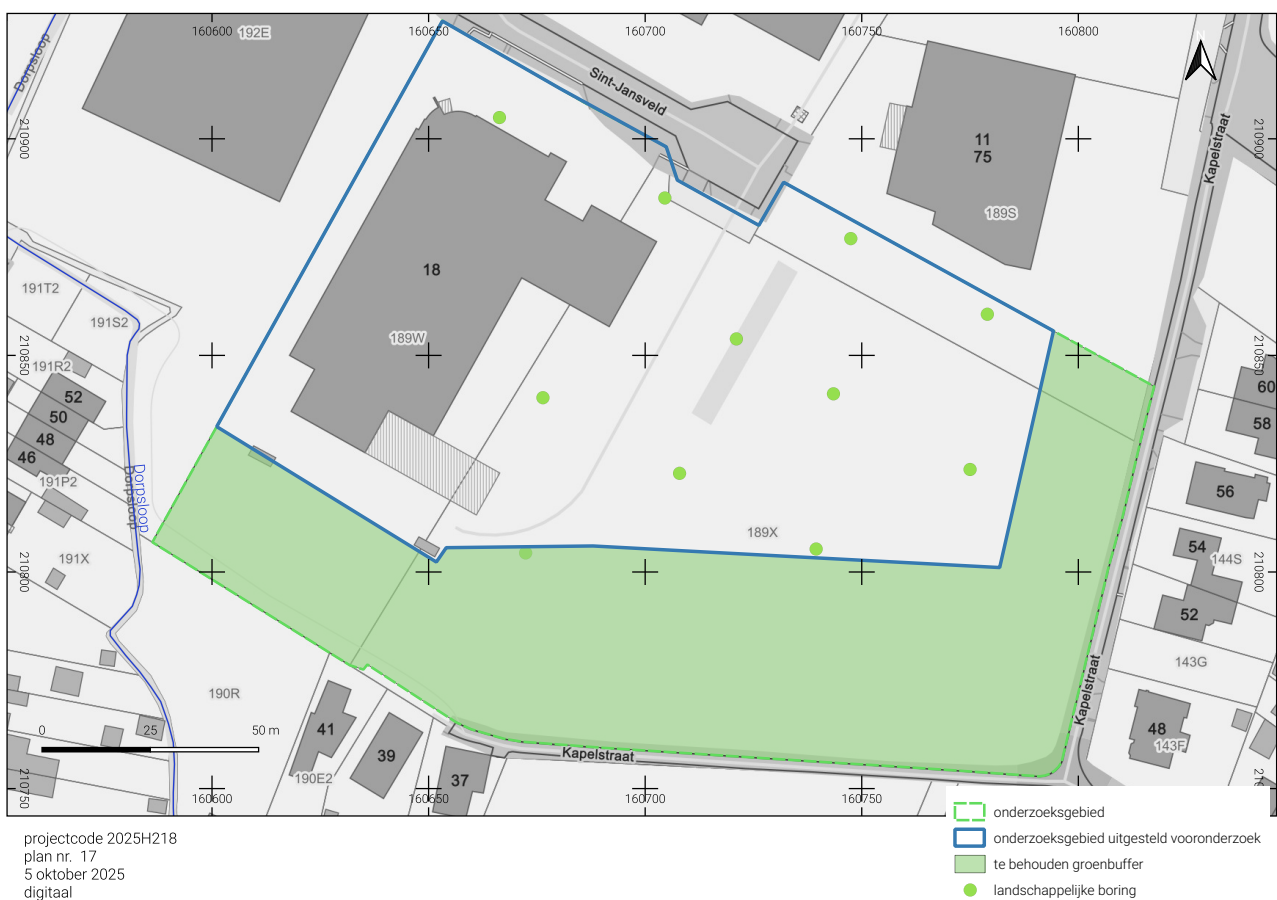 160600
160650
160700
160750
160800
192E
Dorpsloop
Sint-Jansveld
Kapelstraat
210900
11
75
210900
189S
18
191T2
191S2
189W
210850
210850
191R2
52
50
48
46
60
58
191P2
Dorpsloop
Dorpsloop
56
189X
191X
54
144S
210800
210800
52
143G
190R
Kapelstraat
0
25
50 m
41
39
37
Kapelstraat
48
143F
190E2
210750
160600
160650
160700
160750
onderzoeksgebied
onderzoeksgebied uitgesteld vooronderzoek
te behouden groenbuffer
landschappelijke boring
projectcode 2025H218
plan nr. 17
5 oktober 2025
digitaal